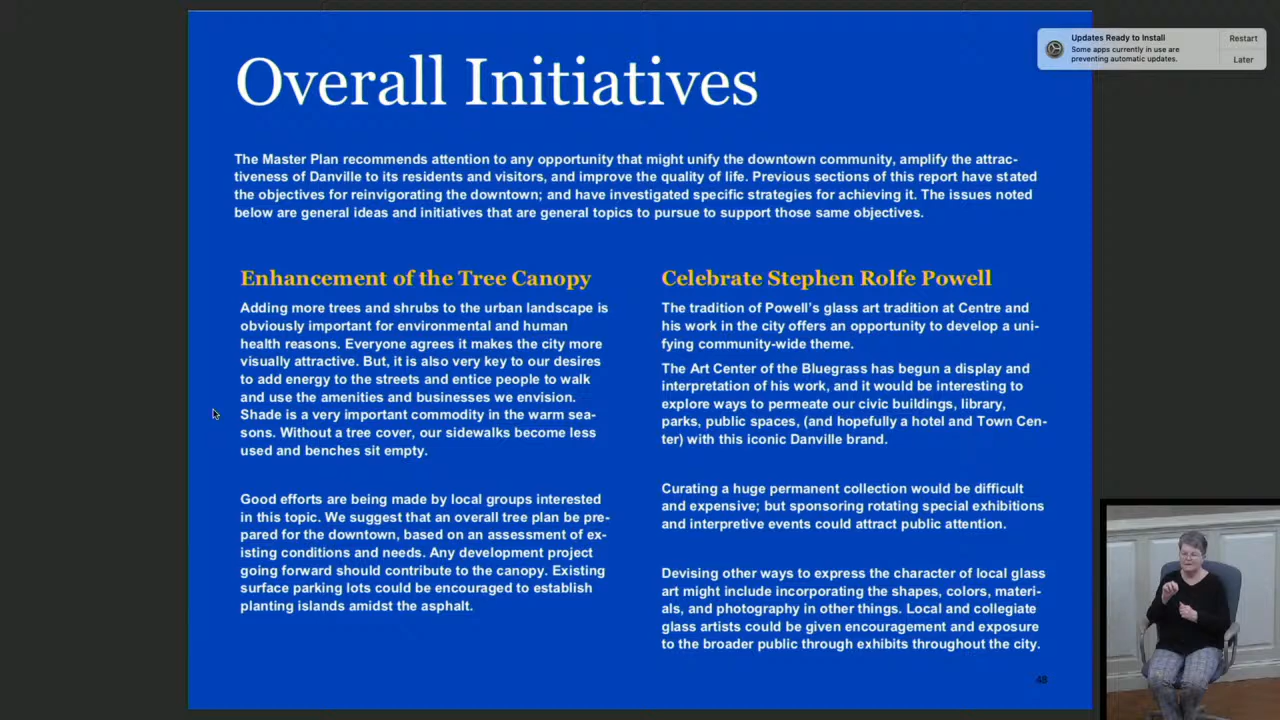 Overall Initiatives
Updates Ready to Install
Some apps currently in use are
preventing automatic updates.
Restart
Later
The Master Plan recommends attention to any opportunity that might unify the downtown community, amplify the attrac-
tiveness of Danville to its residents and visitors, and improve the quality of life. Previous sections of this report have stated
the objectives for reinvigorating the downtown; and have investigated specific strategies for achieving it. The issues noted
below are general ideas and initiatives that are general topics to pursue to support those same objectives.
Enhancement of the Tree Canopy
Adding more trees and shrubs to the urban landscape is
obviously important for environmental and human
health reasons. Everyone agrees it makes the city more
visually attractive. But, it is also very key to our desires
to add energy to the streets and entice people to walk
and use the amenities and businesses we envision.
Shade is a very important commodity in the warm sea-
sons. Without a tree cover, our sidewalks become less
used and benches sit empty.
Good efforts are being made by local groups interested
in this topic. We suggest that an overall tree plan be pre-
pared for the downtown, based on an assessment of ex-
isting conditions and needs. Any development project
going forward should contribute to the canopy. Existing
surface parking lots could be encouraged to establish
planting islands amidst the asphalt.
Celebrate Stephen Rolfe Powell
The tradition of Powell's glass art tradition at Centre and
his work in the city offers an opportunity to develop a uni-
fying community-wide theme.
The Art Center of the Bluegrass has begun a display and
interpretation of his work, and it would be interesting to
explore ways to permeate our civic buildings, library,
parks, public spaces, (and hopefully a hotel and Town Cen-
ter) with this iconic Danville brand.
Curating a huge permanent collection would be difficult
and expensive; but sponsoring rotating special exhibitions
and interpretive events could attract public attention.
Devising other ways to express the character of local glass
art might include incorporating the shapes, colors, materi-
als, and photography in other things. Local and collegiate
glass artists could be given encouragement and exposure
to the broader public through exhibits throughout the city.
48